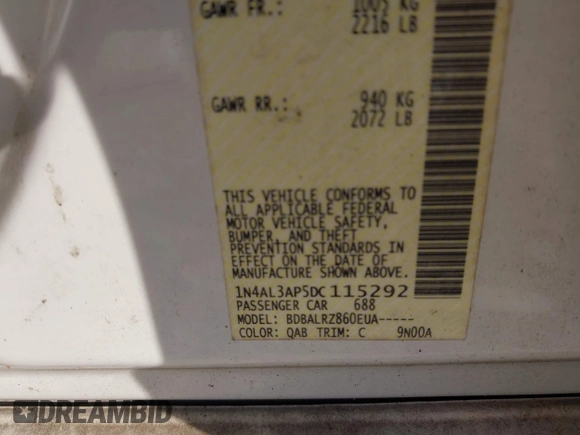 GAWR FR.: 1005 KG
2216 LB
GAWR RR.: 940 KG
2072 LB
THIS VEHICLE CONFORMS TO
ALL APPLICABLE FEDERAL
MOTOR VEHICLE SAFETY,
BUMPER, AND THEFT
PREVENTION STANDARDS IN
EFFECT ON THE DATE OF
MANUFACTURE SHOWN ABOVE.
1N4AL3AP5DC115292
PASSENGER CAR 688
MODEL: BDBALRZ860EUA-----
COLOR: QAB TRIM: C 9N00A
DREAMBID